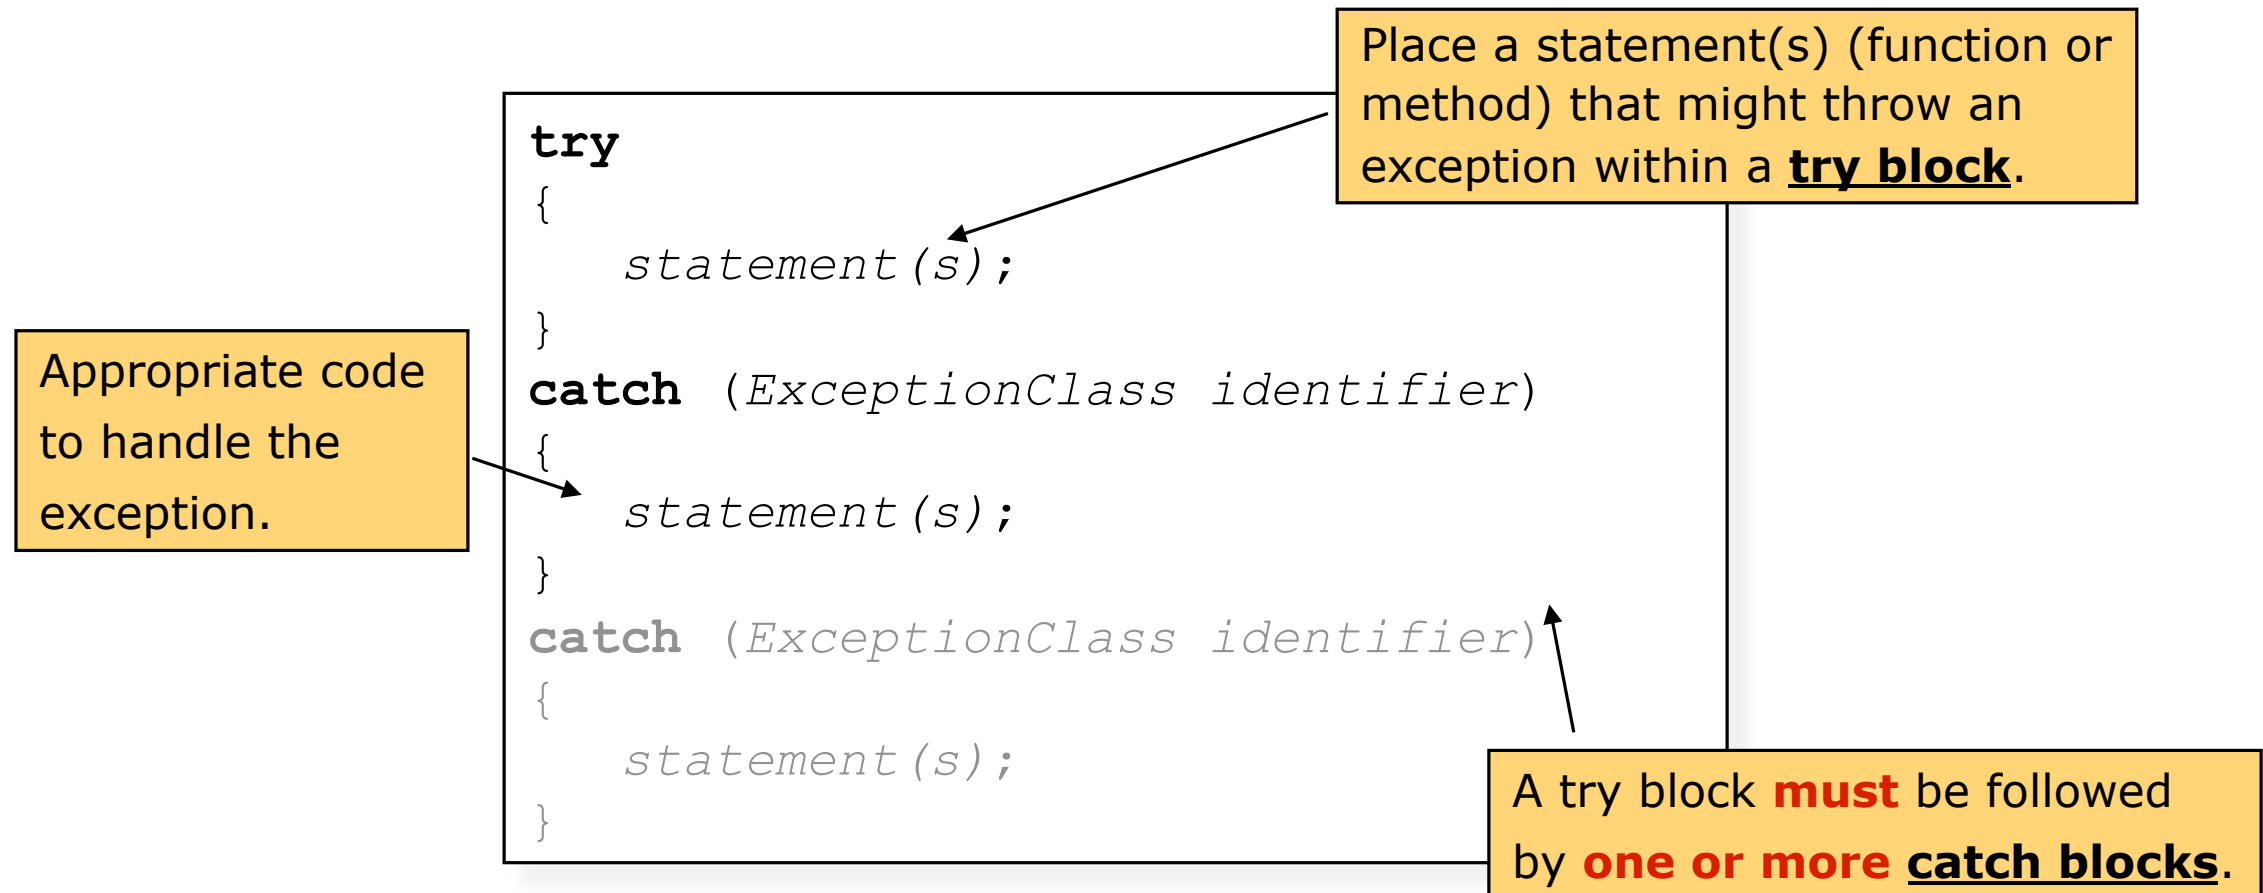 Place a statement(s) (function or
method) that might throw an
exception within a try block.
try
{
statement(s);
}
catch (ExceptionClass identifier)
{
statement(s);
}
catch (ExceptionClass identifier)
{
statement(s);
}
Appropriate code
to handle the
exception.
A try block must be followed
by one or more catch blocks.